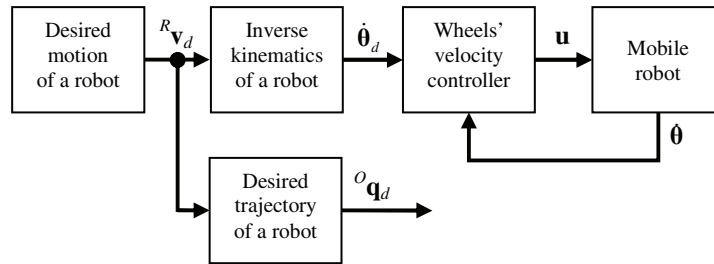 Desired
motion
of a robot
ᴿv_d
Inverse
kinematics
of a robot
θ̇_d
Wheels'
velocity
controller
u
Mobile
robot
θ̇
Desired
trajectory
of a robot
ᴼq_d